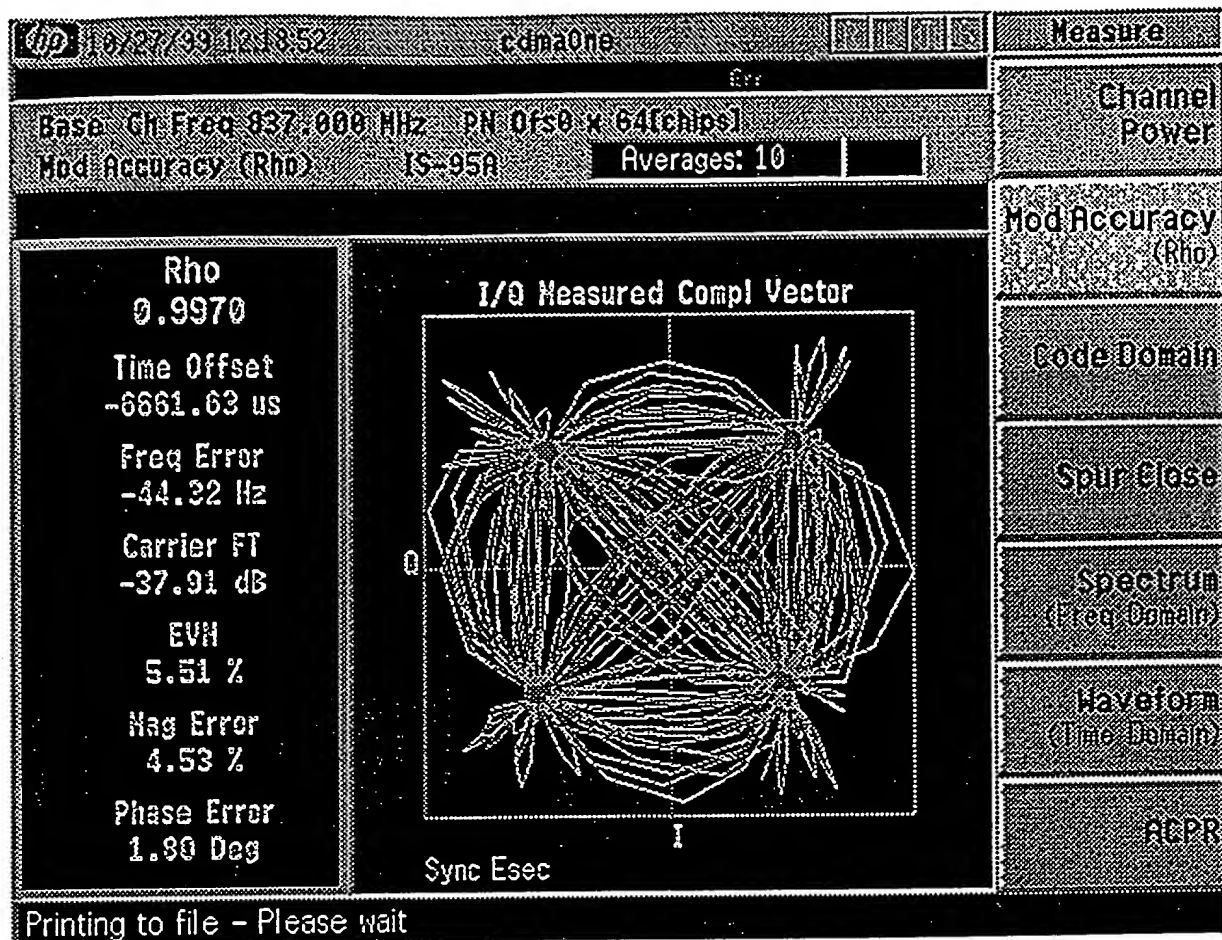 hp 10/27/99 12:18:52 cdmaOne Measure
Err
Base Ch Freq 837.000 MHz PN Ofs0 x 64[chips]
Mod Accuracy (Rho) IS-95A Averages: 10
Rho
0.9970
Time Offset
-6661.63 us
Freq Error
-44.32 Hz
Carrier FT
-37.91 dB
EVM
5.51 %
Mag Error
4.53 %
Phase Error
1.80 Deg
I/Q Measured Compl Vector
Q
I
Sync Esec
Channel
Power
Mod Accuracy
(Rho)
Code Domain
Spur Close
Spectrum
(Freq Domain)
Waveform
(Time Domain)
ACPR
Printing to file - Please wait